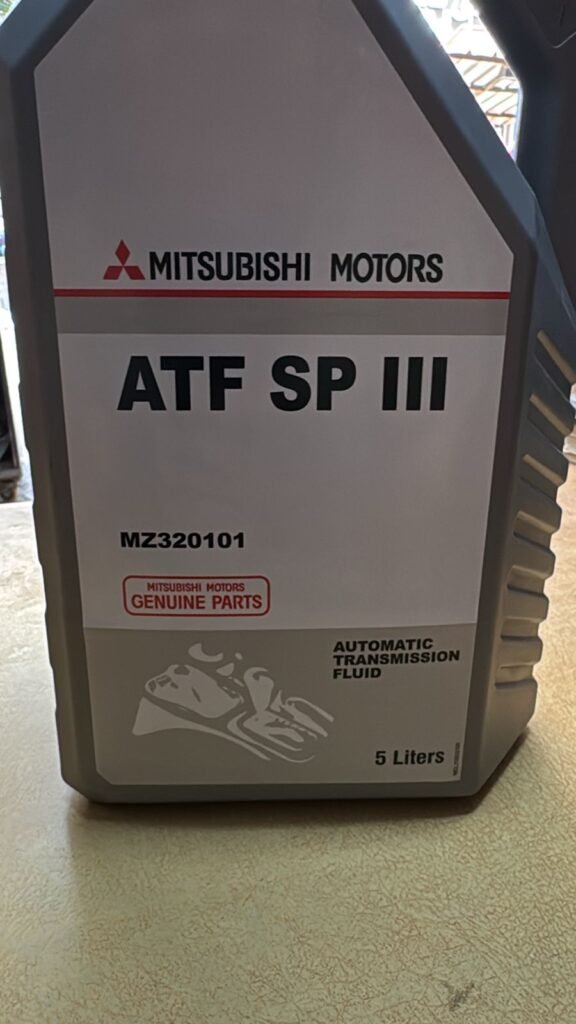 MITSUBISHI MOTORS
ATF SP III
MZ320101
MITSUBISHI MOTORS
GENUINE PARTS
AUTOMATIC
TRANSMISSION
FLUID
5 Liters